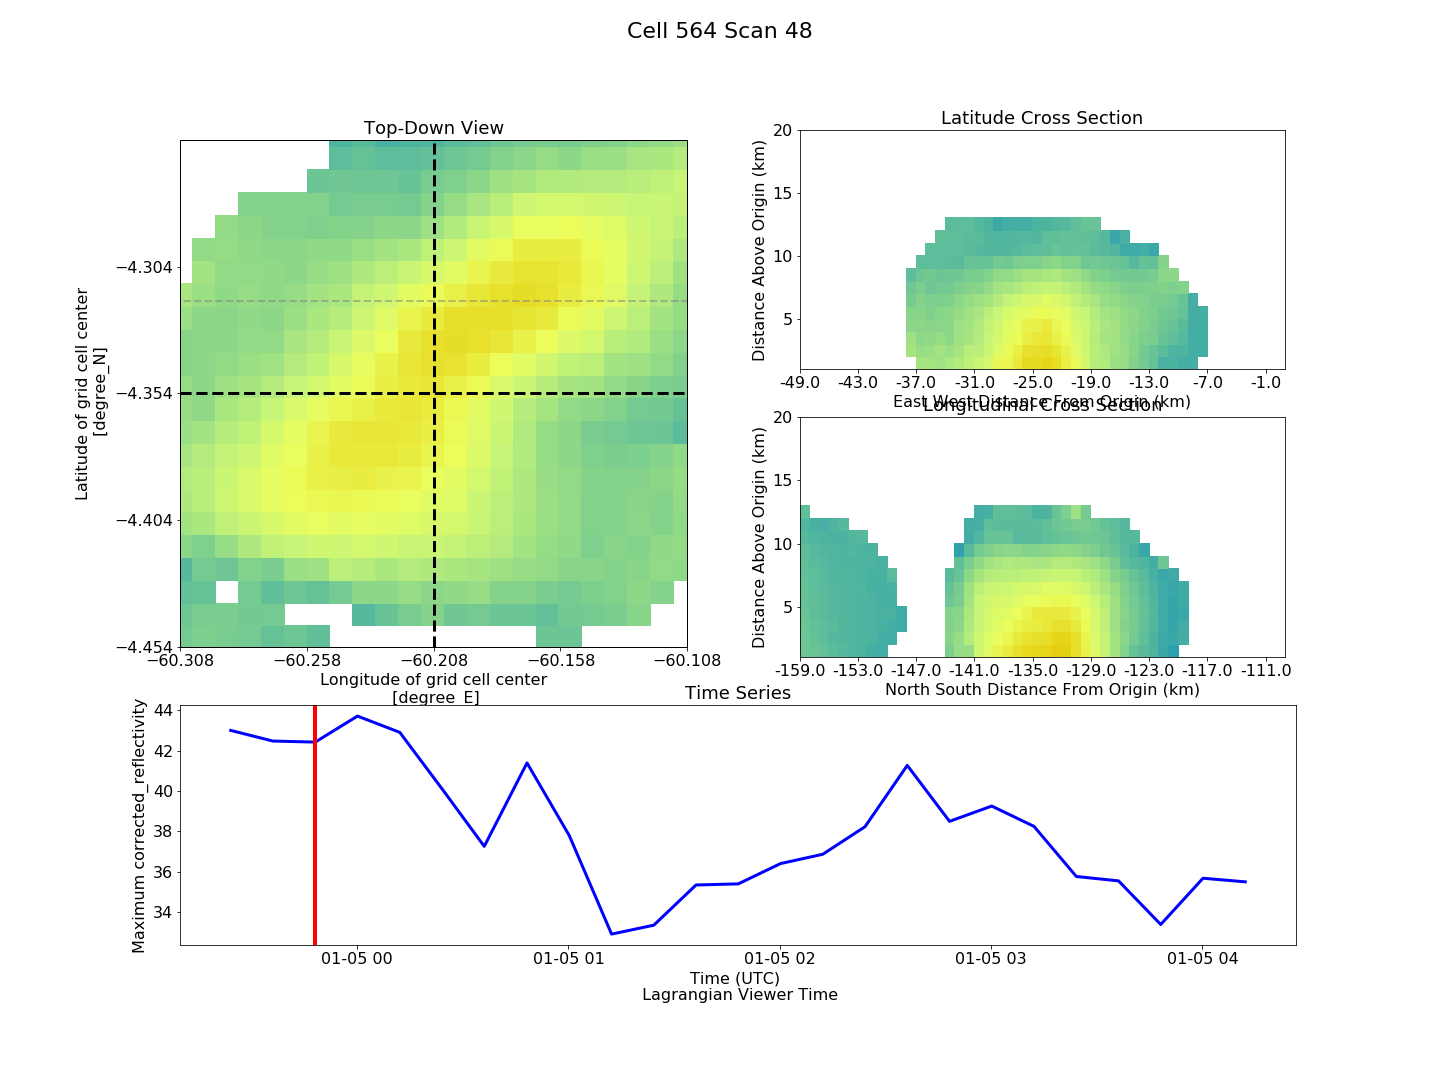 Cell 564 Scan 48
Top-Down View
Latitude of grid cell center
[degree_N]
−4.304
−4.354
−4.404
−4.454
−60.308 −60.258 −60.208 −60.158 −60.108
Longitude of grid cell center
[degree_E]
Latitude Cross Section
Distance Above Origin (km)
20
15
10
5
-49.0 -43.0 -37.0 -31.0 -25.0 -19.0 -13.0 -7.0 -1.0
East West Distance From Origin (km)
Longitudinal Cross Section
Distance Above Origin (km)
20
15
10
5
-159.0 -153.0 -147.0 -141.0 -135.0 -129.0 -123.0 -117.0 -111.0
North South Distance From Origin (km)
Time Series
Maximum corrected_reflectivity
44
42
40
38
36
34
01-05 00 01-05 01 01-05 02 01-05 03 01-05 04
Time (UTC)
Lagrangian Viewer Time